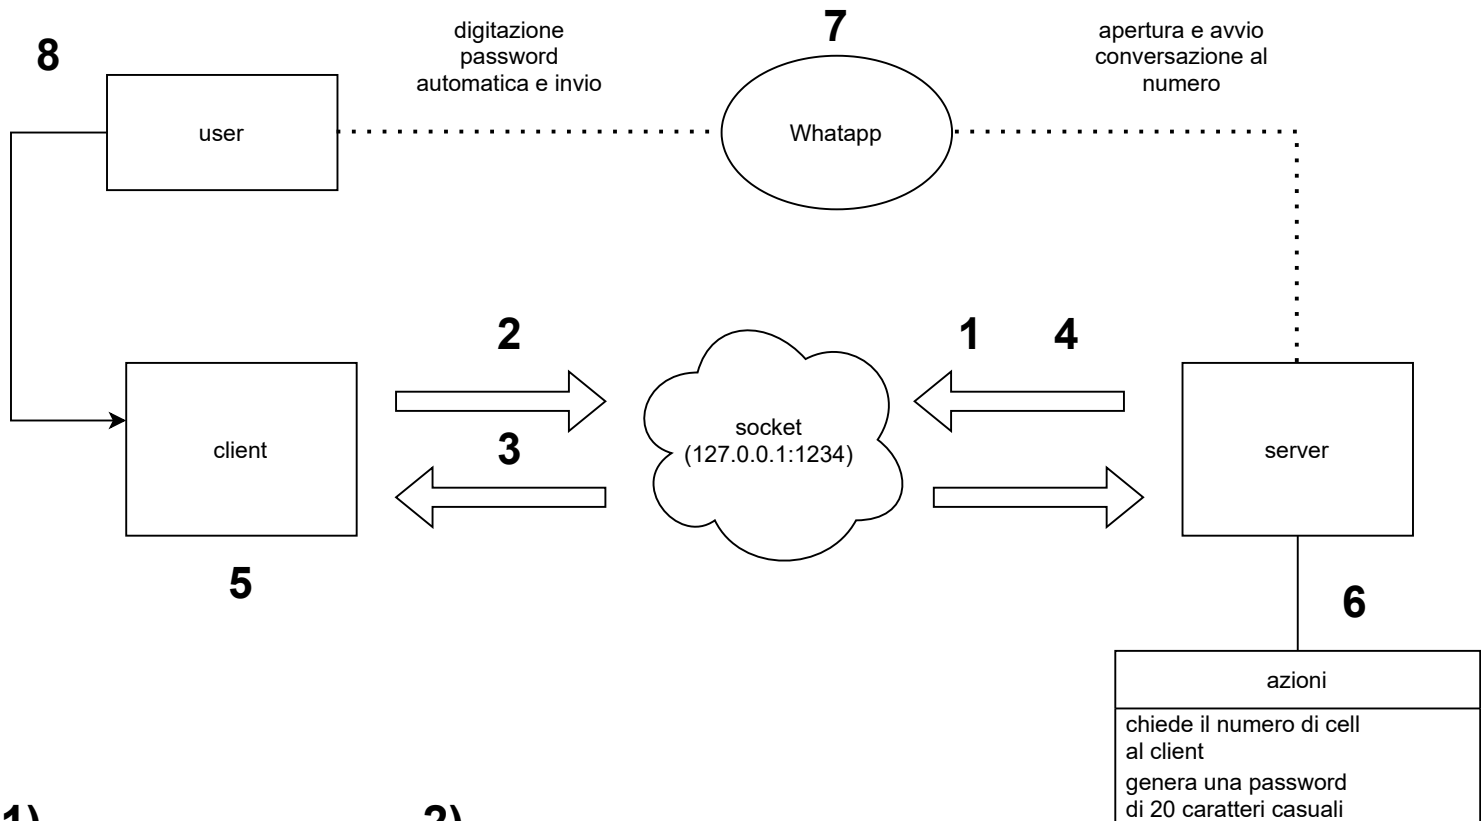 7
digitazione
password
automatica e invio
apertura e avvio
conversazione al
numero
8
user
Whatapp
2
1
4
3
client
socket
(127.0.0.1:1234)
server
5
6
azioni
chiede il numero di cell
al client
genera una password
di 20 caratteri casuali
1)
2)